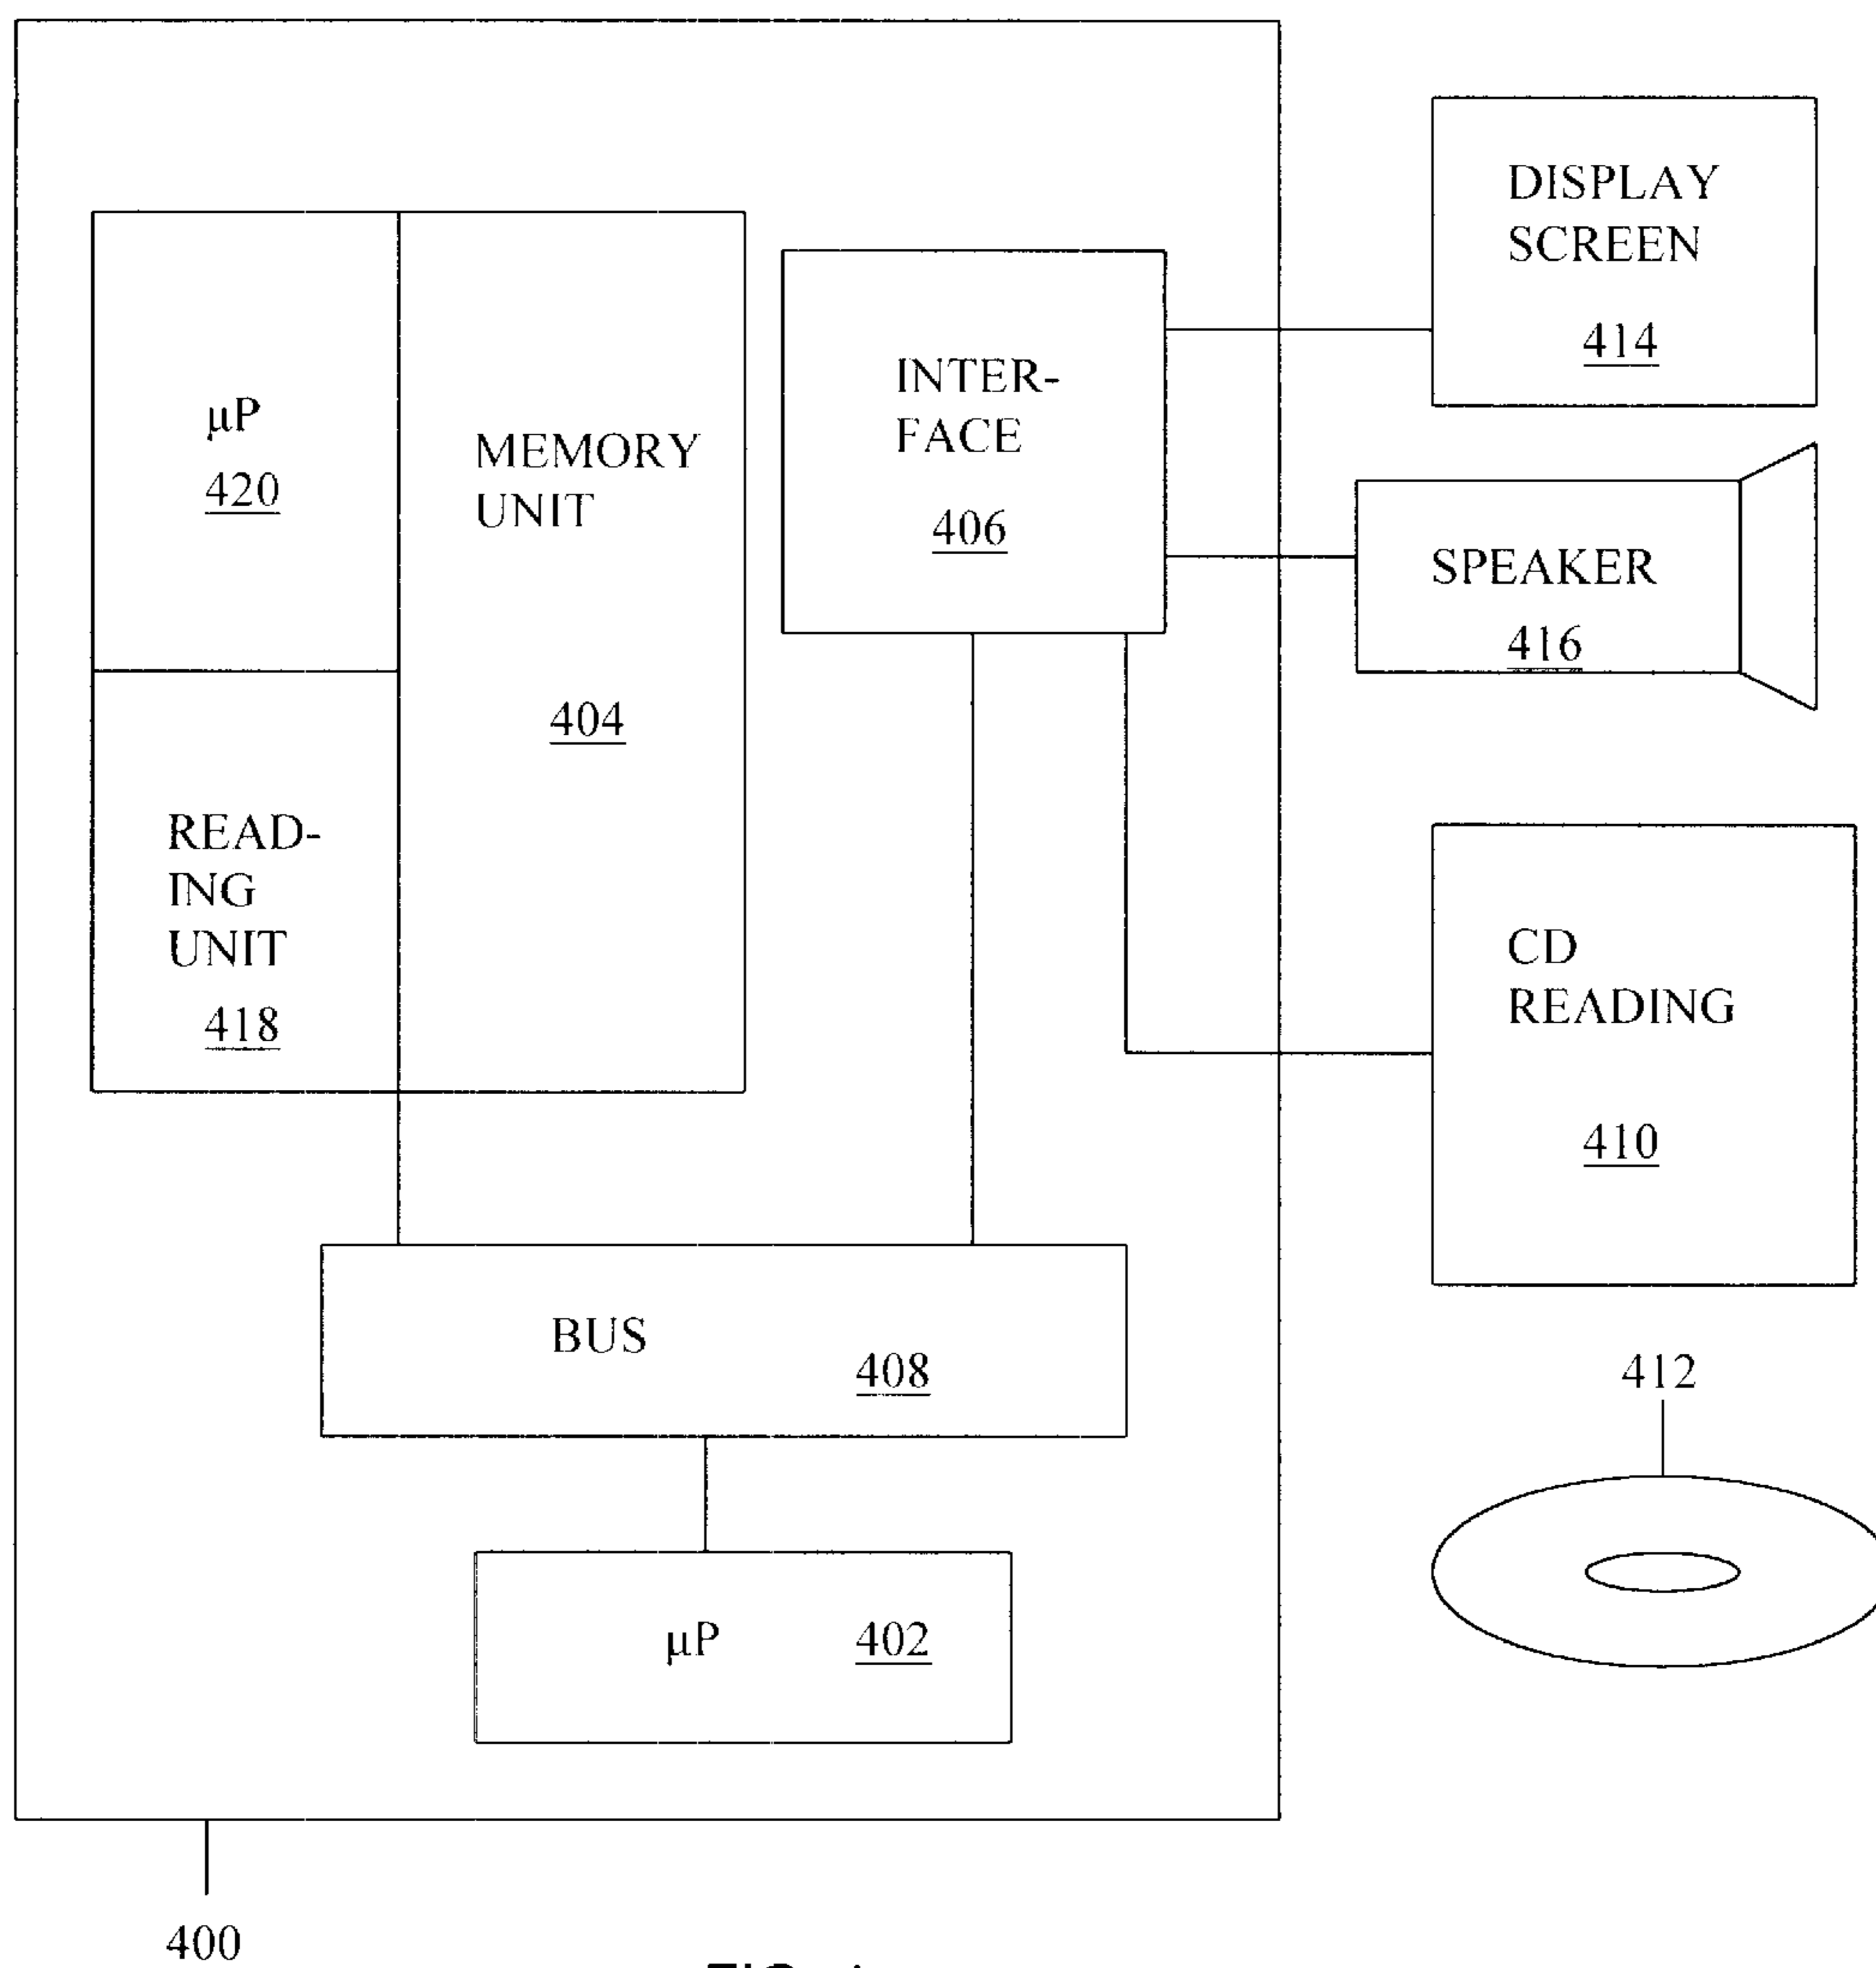 DISPLAY
SCREEN
414
INTER-
FACE
406
µP
420
MEMORY
UNIT
404
SPEAKER
416
READ-
ING
UNIT
418
CD
READING
410
BUS
408
412
µP
402
400